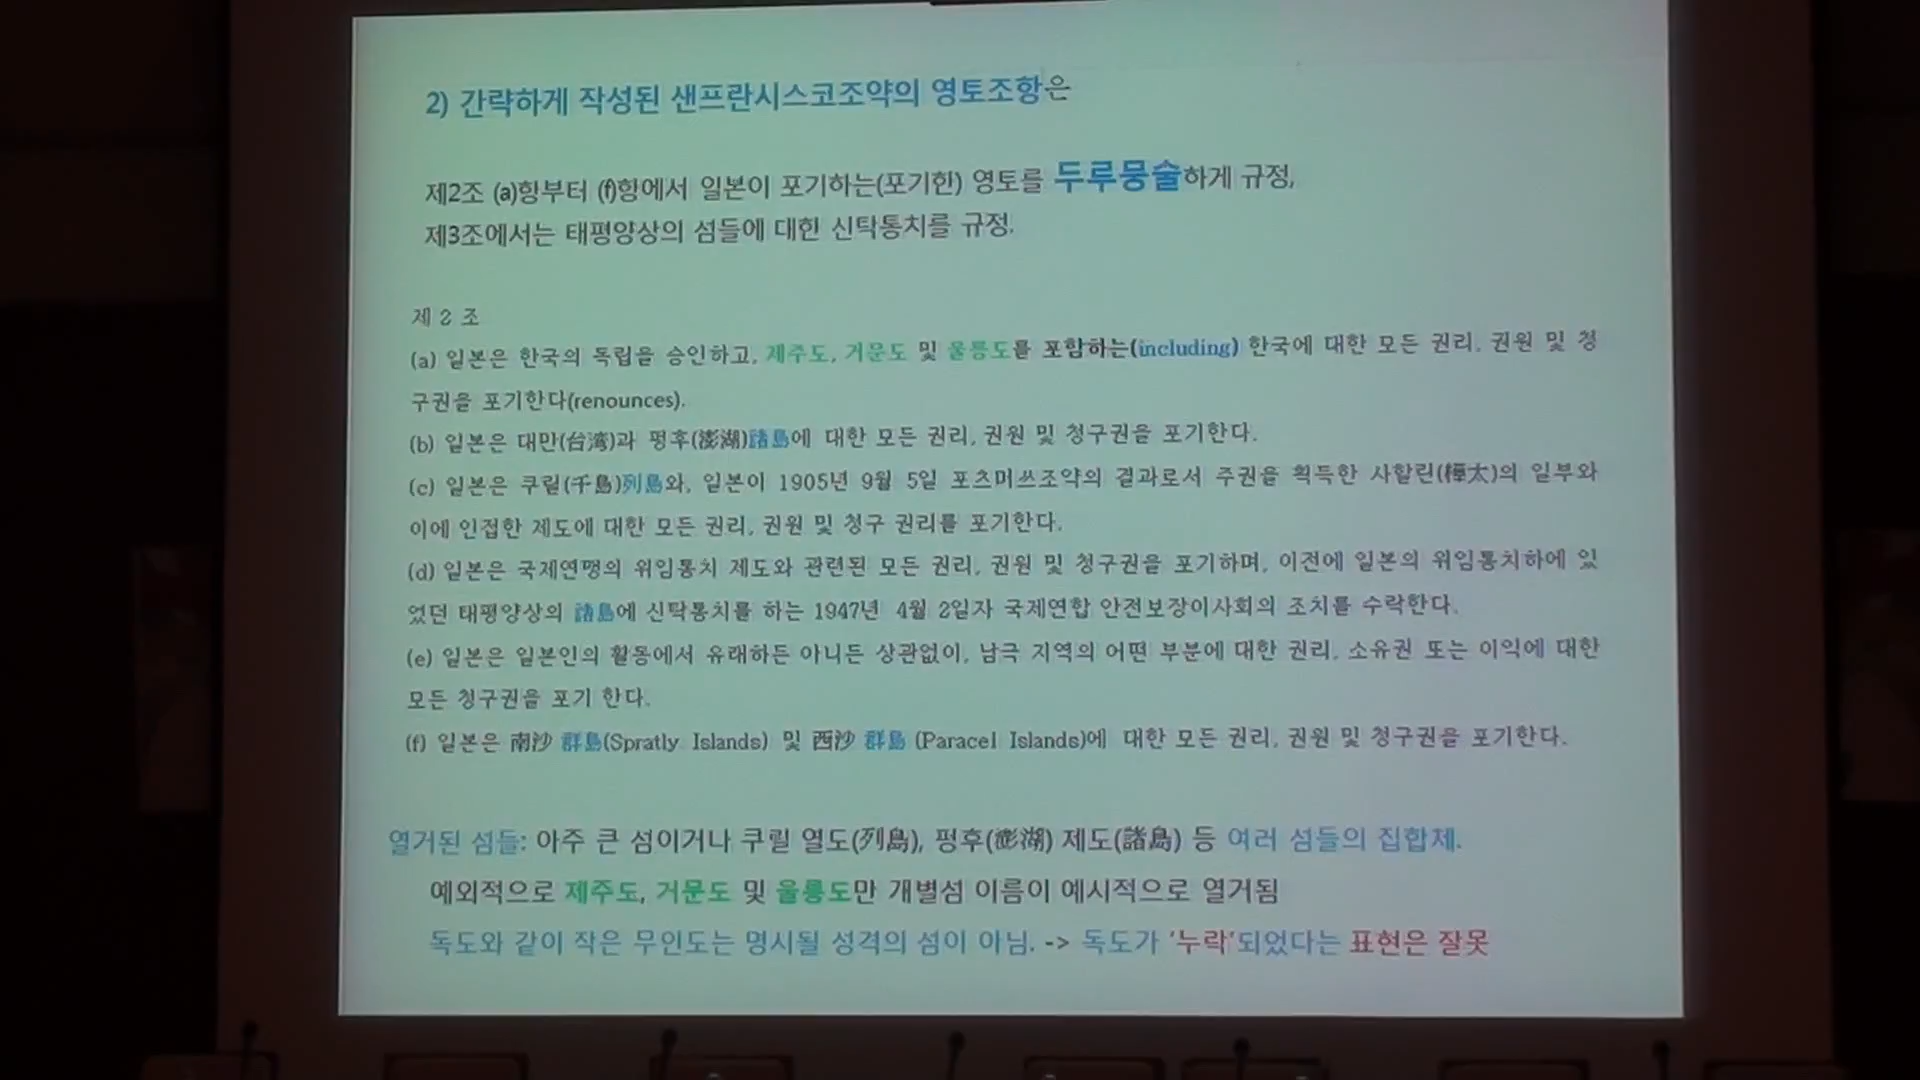 2) 간략하게 작성된 샌프란시스코조약의 영토조항은
제2조 (a)항부터 (f)항에서 일본이 포기하는(포기한) 영토를 두루뭉술하게 규정,
제3조에서는 태평양상의 섬들에 대한 신탁통치를 규정.
제 2 조
(a) 일본은 한국의 독립을 승인하고, 제주도, 거문도 및 울릉도를 포함하는(including) 한국에 대한 모든 권리, 권원 및 청
구권을 포기한다(renounces).
(b) 일본은 대만(台湾)과 펑후(澎湖)諸島에 대한 모든 권리, 권원 및 청구권을 포기한다.
(c) 일본은 쿠릴(千島)列島와, 일본이 1905년 9월 5일 포츠머쓰조약의 결과로서 주권을 획득한 사할린(樺太)의 일부와
이에 인접한 제도에 대한 모든 권리, 권원 및 청구 권리를 포기한다.
(d) 일본은 국제연맹의 위임통치 제도와 관련된 모든 권리, 권원 및 청구권을 포기하며, 이전에 일본의 위임통치하에 있
었던 태평양상의 諸島에 신탁통치를 하는 1947년 4월 2일자 국제연합 안전보장이사회의 조치를 수락한다.
(e) 일본은 일본인의 활동에서 유래하든 아니든 상관없이, 남극 지역의 어떤 부분에 대한 권리, 소유권 또는 이익에 대한
모든 청구권을 포기 한다.
(f) 일본은 南沙 群島(Spratly Islands) 및 西沙 群島 (Paracel Islands)에 대한 모든 권리, 권원 및 청구권을 포기한다.
열거된 섬들: 아주 큰 섬이거나 쿠릴 열도(列島), 펑후(澎湖) 제도(諸島) 등 여러 섬들의 집합체.
예외적으로 제주도, 거문도 및 울릉도만 개별섬 이름이 예시적으로 열거됨
독도와 같이 작은 무인도는 명시될 성격의 섬이 아님. -> 독도가 '누락'되었다는 표현은 잘못